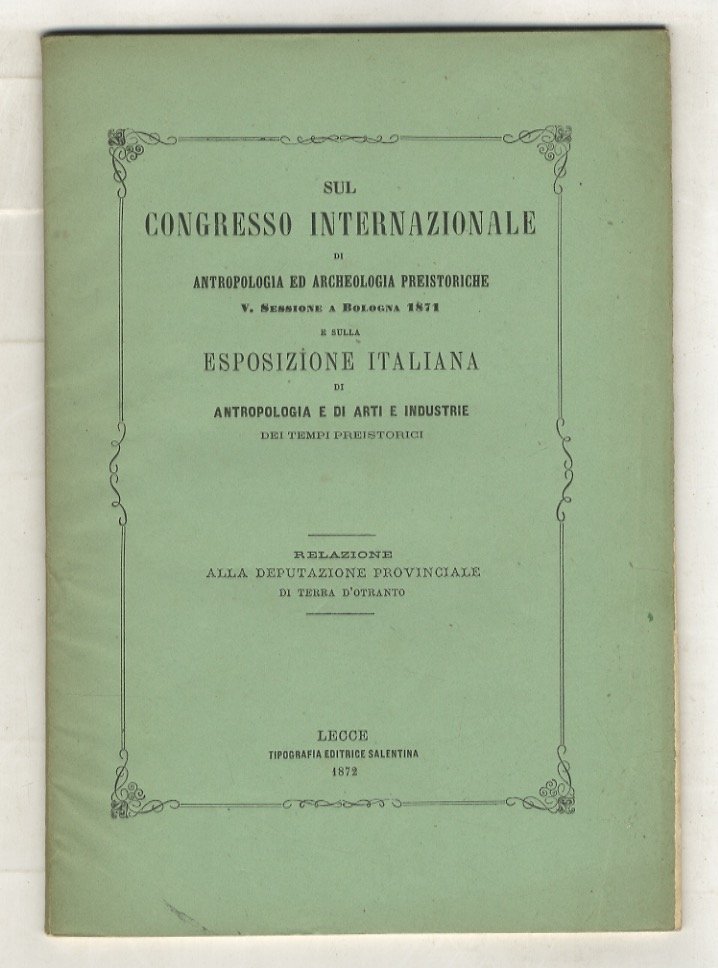 SUL
CONGRESSO INTERNAZIONALE
DI
ANTROPOLOGIA ED ARCHEOLOGIA PREISTORICHE
V. SESSIONE A BOLOGNA 1871
E SULLA
ESPOSIZIONE ITALIANA
DI
ANTROPOLOGIA E DI ARTI E INDUSTRIE
DEI TEMPI PREISTORICI
RELAZIONE
ALLA DEPUTAZIONE PROVINCIALE
DI TERRA D'OTRANTO
LECCE
TIPOGRAFIA EDITRICE SALENTINA
1872